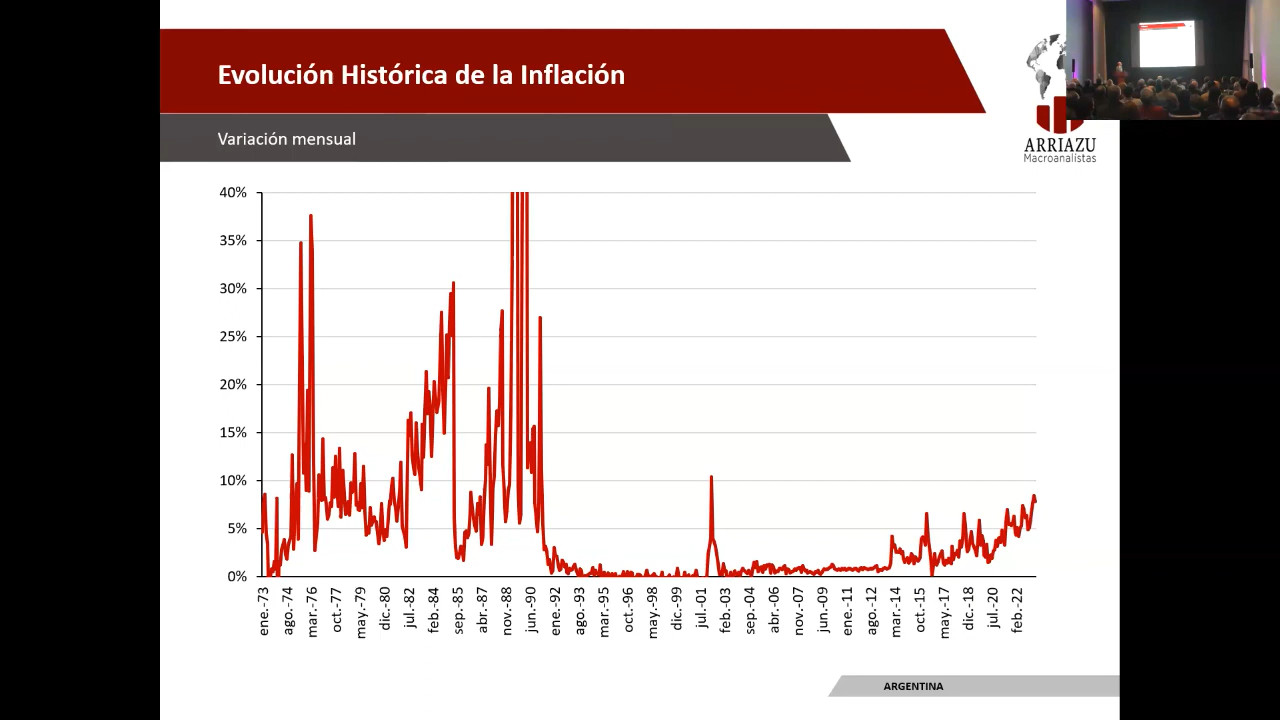 Evolución Histórica de la Inflación
Variación mensual
ARRIAZU
Macroanalistas
40%
35%
30%
25%
20%
15%
10%
5%
0%
ene.-73
ago.-74
mar.-76
oct.-77
may.-79
dic.-80
jul.-82
feb.-84
sep.-85
abr.-87
nov.-88
jun.-90
ene.-92
ago.-93
mar.-95
oct.-96
may.-98
dic.-99
jul.-01
feb.-03
sep.-04
abr.-06
nov.-07
jun.-09
ene.-11
ago.-12
mar.-14
oct.-15
may.-17
dic.-18
jul.-20
feb.-22
ARGENTINA